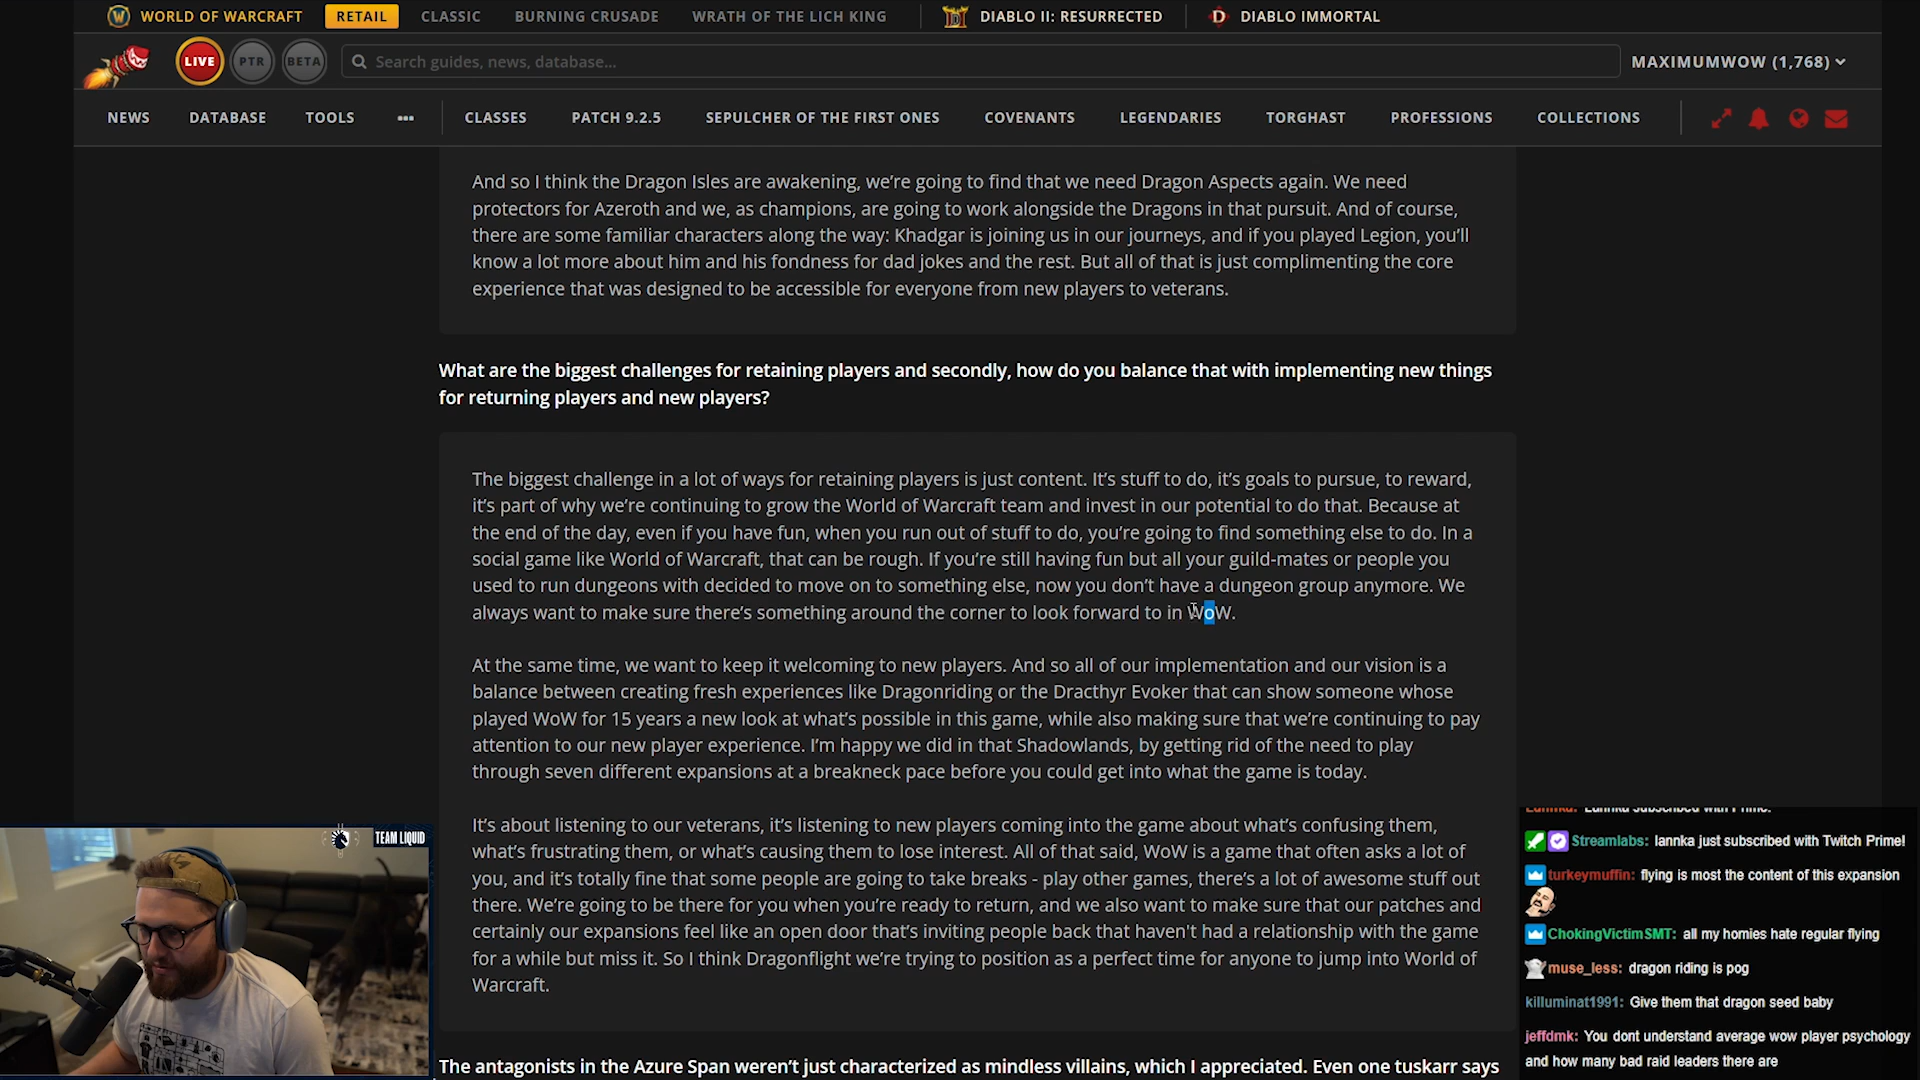 WORLD OF WARCRAFT RETAIL CLASSIC BURNING CRUSADE WRATH OF THE LICH KING DIABLO II: RESURRECTED DIABLO IMMORTAL
LIVE PTR BETA Search guides, news, database... MAXIMUMWOW (1,768)
NEWS DATABASE TOOLS ••• CLASSES PATCH 9.2.5 SEPULCHER OF THE FIRST ONES COVENANTS LEGENDARIES TORGHAST PROFESSIONS COLLECTIONS
And so I think the Dragon Isles are awakening, we’re going to find that we need Dragon Aspects again. We need
protectors for Azeroth and we, as champions, are going to work alongside the Dragons in that pursuit. And of course,
there are some familiar characters along the way: Khadgar is joining us in our journeys, and if you played Legion, you’ll
know a lot more about him and his fondness for dad jokes and the rest. But all of that is just complimenting the core
experience that was designed to be accessible for everyone from new players to veterans.
What are the biggest challenges for retaining players and secondly, how do you balance that with implementing new things
for returning players and new players?
The biggest challenge in a lot of ways for retaining players is just content. It’s stuff to do, it’s goals to pursue, to reward,
it’s part of why we’re continuing to grow the World of Warcraft team and invest in our potential to do that. Because at
the end of the day, even if you have fun, when you run out of stuff to do, you’re going to find something else to do. In a
social game like World of Warcraft, that can be rough. If you’re still having fun but all your guild-mates or people you
used to run dungeons with decided to move on to something else, now you don’t have a dungeon group anymore. We
always want to make sure there’s something around the corner to look forward to in WoW.
At the same time, we want to keep it welcoming to new players. And so all of our implementation and our vision is a
balance between creating fresh experiences like Dragonriding or the Dracthyr Evoker that can show someone whose
played WoW for 15 years a new look at what’s possible in this game, while also making sure that we’re continuing to pay
attention to our new player experience. I’m happy we did in that Shadowlands, by getting rid of the need to play
through seven different expansions at a breakneck pace before you could get into what the game is today.
It’s about listening to our veterans, it’s listening to new players coming into the game about what’s confusing them,
what’s frustrating them, or what’s causing them to lose interest. All of that said, WoW is a game that often asks a lot of
you, and it’s totally fine that some people are going to take breaks - play other games, there’s a lot of awesome stuff out
there. We’re going to be there for you when you’re ready to return, and we also want to make sure that our patches and
certainly our expansions feel like an open door that’s inviting people back that haven't had a relationship with the game
for a while but miss it. So I think Dragonflight we’re trying to position as a perfect time for anyone to jump into World of
Warcraft.
The antagonists in the Azure Span weren’t just characterized as mindless villains, which I appreciated. Even one tuskarr says
TEAM LIQUID
Lannka subscribed with Prime.
Streamlabs: lannka just subscribed with Twitch Prime!
turkeymuffin: flying is most the content of this expansion
ChokingVictimSMT: all my homies hate regular flying
muse_less: dragon riding is pog
killuminat1991: Give them that dragon seed baby
jeffdmk: You dont understand average wow player psychology
and how many bad raid leaders there are